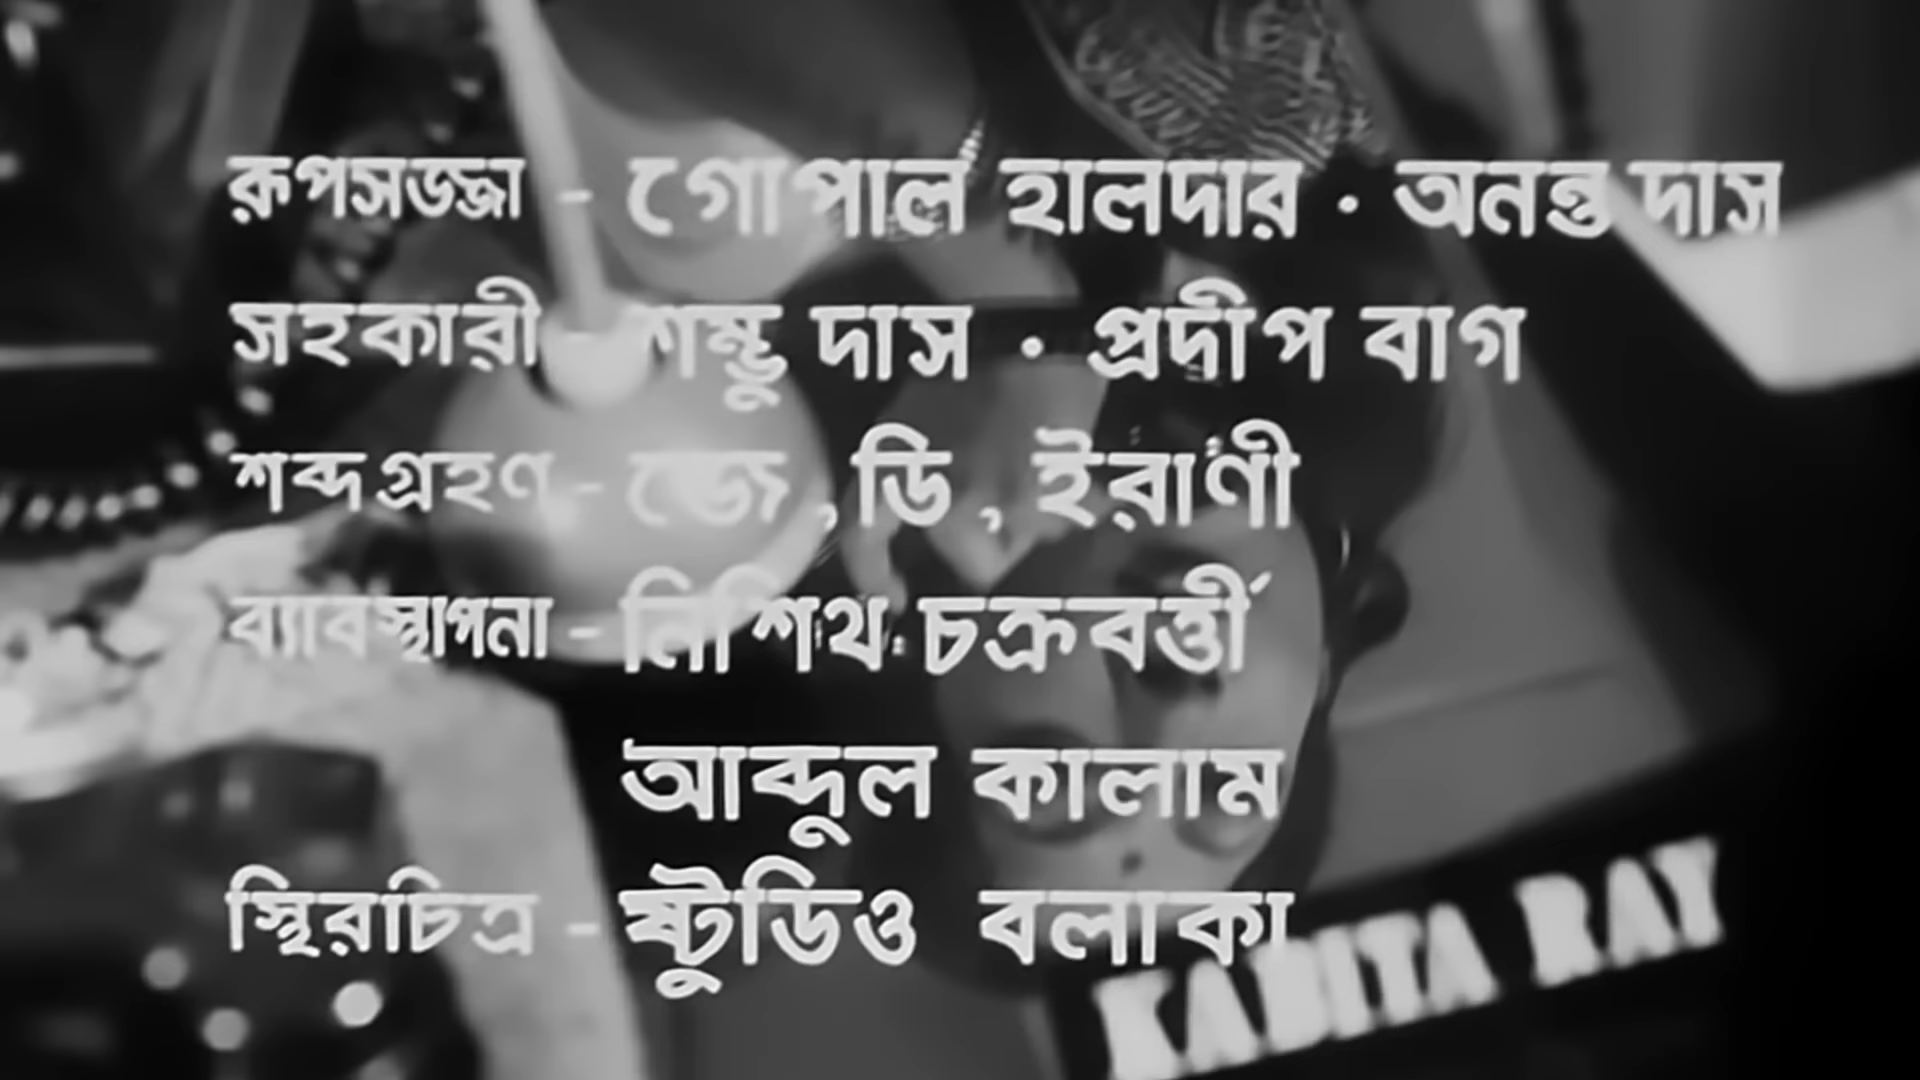 রূপসজ্জা - গোপাল হালদার · অনন্ত দাস
সহকারী - শম্ভু দাস · প্রদীপ বাগ
শব্দগ্রহণ - জে , ডি , ইরাণী
ব্যাবস্থাপনা - নিশিথ চক্রবর্ত্তী
আব্দুল কালাম
স্থিরচিত্র - ষ্টুডিও বলাকা
KABITA RAY